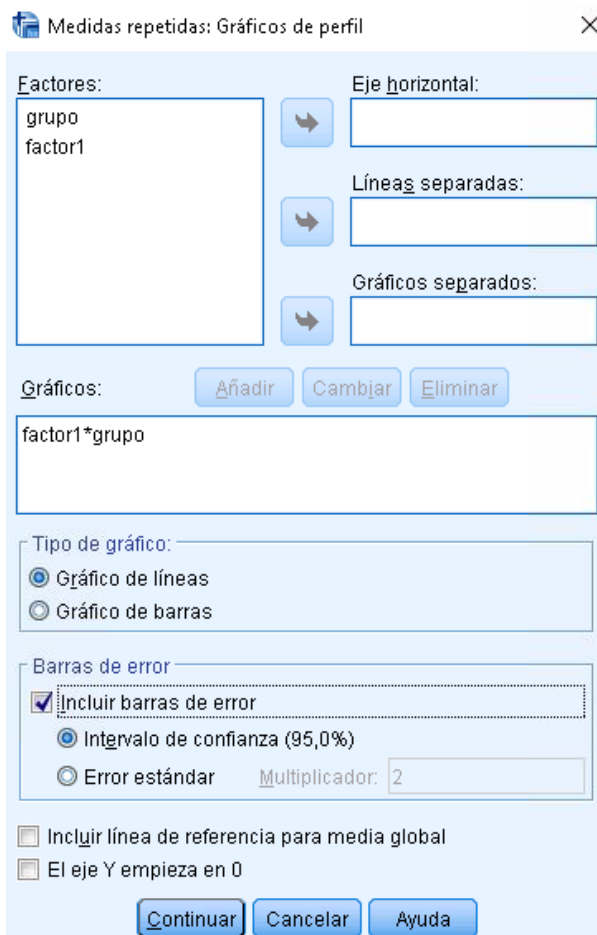 Medidas repetidas: Gráficos de perfil
Factores:
grupo
factor1
Eje horizontal:
Líneas separadas:
Gráficos separados:
Gráficos:
Añadir
Cambiar
Eliminar
factor1*grupo
Tipo de gráfico:
Gráfico de líneas
Gráfico de barras
Barras de error
Incluir barras de error
Intervalo de confianza (95,0%)
Error estándar
Multiplicador: 2
Incluir línea de referencia para media global
El eje Y empieza en 0
Continuar
Cancelar
Ayuda